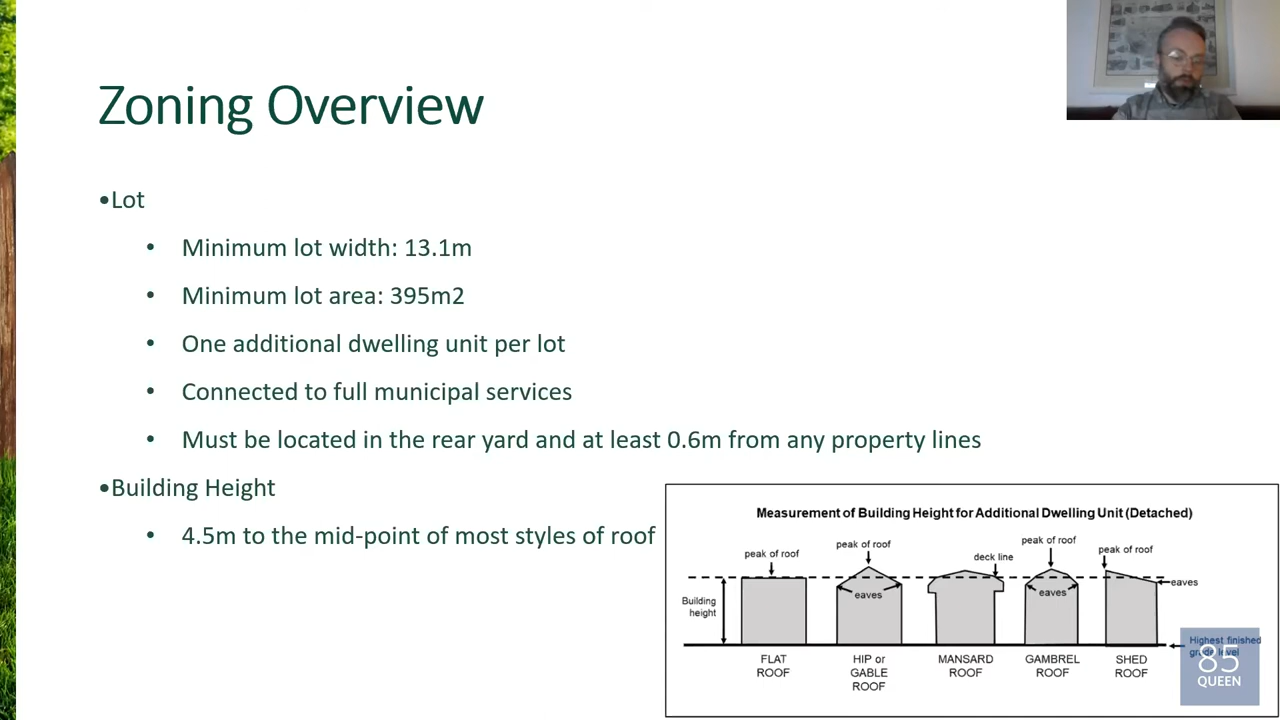 Zoning Overview
•Lot
• Minimum lot width: 13.1m
• Minimum lot area: 395m2
• One additional dwelling unit per lot
• Connected to full municipal services
• Must be located in the rear yard and at least 0.6m from any property lines
•Building Height
• 4.5m to the mid-point of most styles of roof
Measurement of Building Height for Additional Dwelling Unit (Detached)
peak of roof
peak of roof
deck line
peak of roof
peak of roof
eaves
eaves
eaves
Building
height
Highest finished
grade level
FLAT
ROOF
HIP or
GABLE
ROOF
MANSARD
ROOF
GAMBREL
ROOF
SHED
ROOF
85
QUEEN